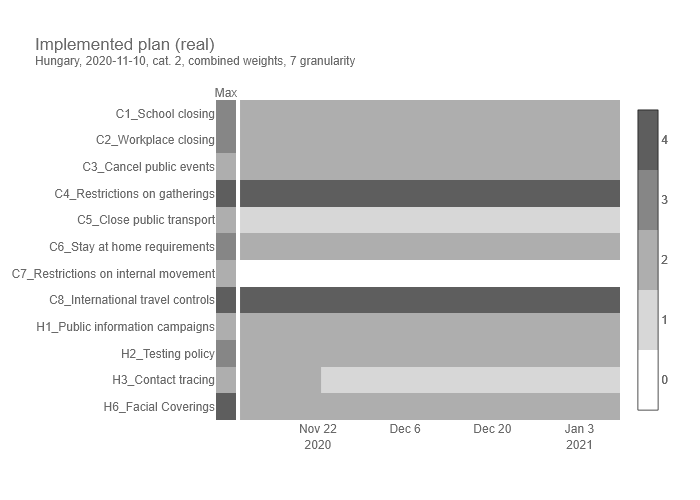 Implemented plan (real)
Hungary, 2020-11-10, cat. 2, combined weights, 7 granularity
Max
C1_School closing
C2_Workplace closing
C3_Cancel public events
C4_Restrictions on gatherings
C5_Close public transport
C6_Stay at home requirements
C7_Restrictions on internal movement
C8_International travel controls
H1_Public information campaigns
H2_Testing policy
H3_Contact tracing
H6_Facial Coverings
4
3
2
1
0
Nov 22 Dec 6 Dec 20 Jan 3
2020 2021